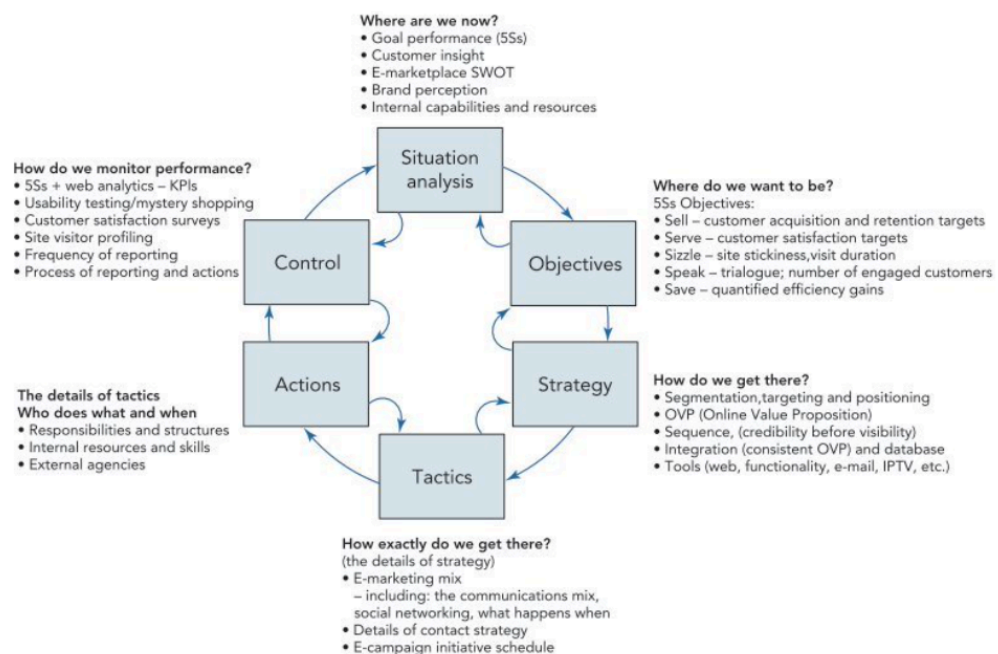 Where are we now?
• Goal performance (5Ss)
• Customer insight
• E-marketplace SWOT
• Brand perception
• Internal capabilities and resources
Situation
analysis
How do we monitor performance?
• 5Ss + web analytics – KPIs
• Usability testing/mystery shopping
• Customer satisfaction surveys
• Site visitor profiling
• Frequency of reporting
• Process of reporting and actions
Control
Objectives
Where do we want to be?
5Ss Objectives:
• Sell – customer acquisition and retention targets
• Serve – customer satisfaction targets
• Sizzle – site stickiness,visit duration
• Speak – trialogue; number of engaged customers
• Save – quantified efficiency gains
Actions
Strategy
The details of tactics
Who does what and when
• Responsibilities and structures
• Internal resources and skills
• External agencies
How do we get there?
• Segmentation,targeting and positioning
• OVP (Online Value Proposition)
• Sequence, (credibility before visibility)
• Integration (consistent OVP) and database
• Tools (web, functionality, e-mail, IPTV, etc.)
Tactics
How exactly do we get there?
(the details of strategy)
• E-marketing mix
– including: the communications mix,
social networking, what happens when
• Details of contact strategy
• E-campaign initiative schedule